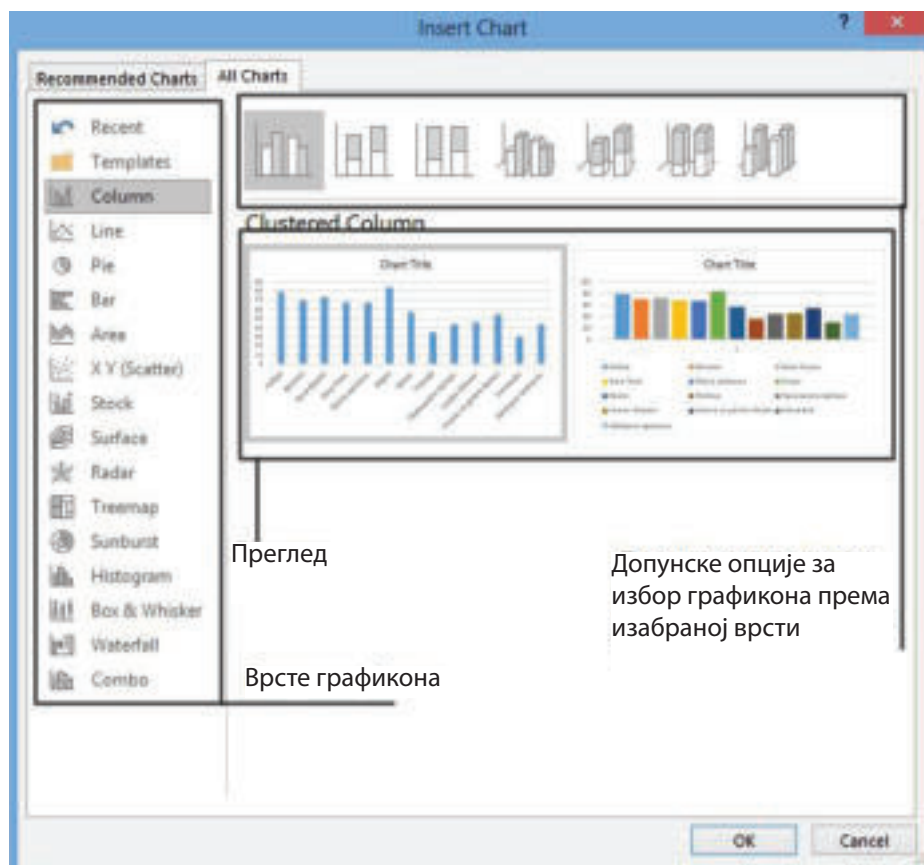 Insert Chart
?
Recommended Charts
All Charts
Recent
Templates
Column
Line
Pie
Bar
Area
X Y (Scatter)
Stock
Surface
Radar
Treemap
Sunburst
Histogram
Box & Whisker
Waterfall
Combo
Clustered Column
Chart Title
Chart Title
Преглед
Допунске опције за
избор графикона према
изабраној врсти
Врсте графикона
OK
Cancel